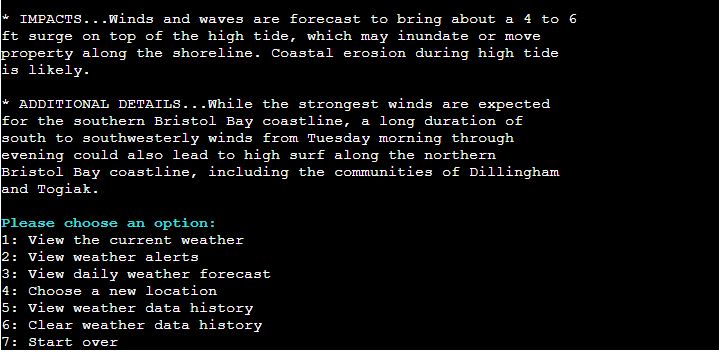 * IMPACTS...Winds and waves are forecast to bring about a 4 to 6
ft surge on top of the high tide, which may inundate or move
property along the shoreline. Coastal erosion during high tide
is likely.
* ADDITIONAL DETAILS...While the strongest winds are expected
for the southern Bristol Bay coastline, a long duration of
south to southwesterly winds from Tuesday morning through
evening could also lead to high surf along the northern
Bristol Bay coastline, including the communities of Dillingham
and Togiak.
Please choose an option:
1: View the current weather
2: View weather alerts
3: View daily weather forecast
4: Choose a new location
5: View weather data history
6: Clear weather data history
7: Start over